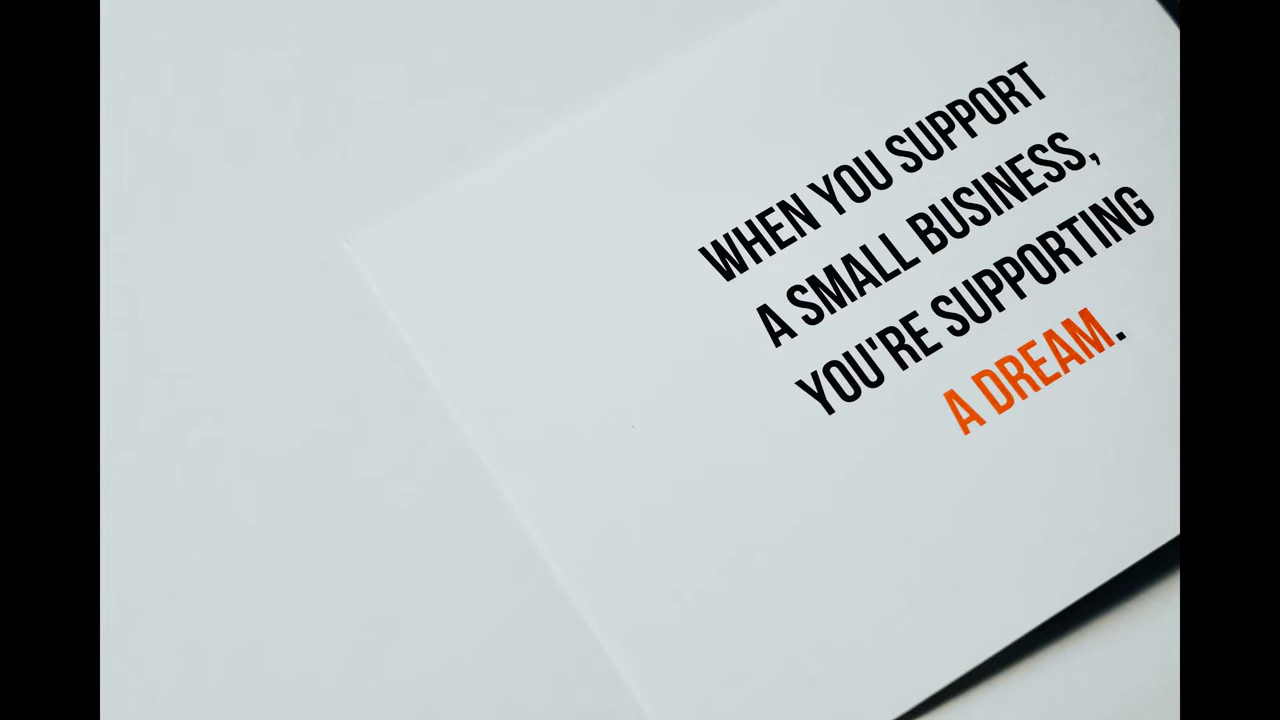 WHEN YOU SUPPORT
A SMALL BUSINESS,
YOU'RE SUPPORTING
A DREAM.